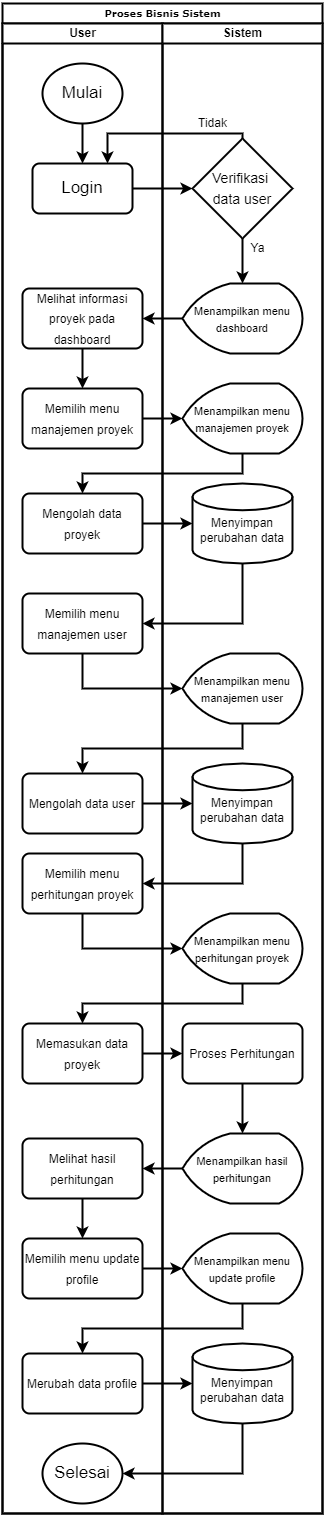 Proses Bisnis Sistem
User
Sistem
Mulai
Tidak
Login
Verifikasi
data user
Ya
Melihat informasi
proyek pada
dashboard
Menampilkan menu
dashboard
Memilih menu
manajemen proyek
Menampilkan menu
manajemen proyek
Mengolah data
proyek
Menyimpan
perubahan data
Memilih menu
manajemen user
Menampilkan menu
manajemen user
Mengolah data user
Menyimpan
perubahan data
Memilih menu
perhitungan proyek
Menampilkan menu
perhitungan proyek
Memasukan data
proyek
Proses Perhitungan
Melihat hasil
perhitungan
Menampilkan hasil
perhitungan
Memilih menu update
profile
Menampilkan menu
update profile
Merubah data profile
Menyimpan
perubahan data
Selesai